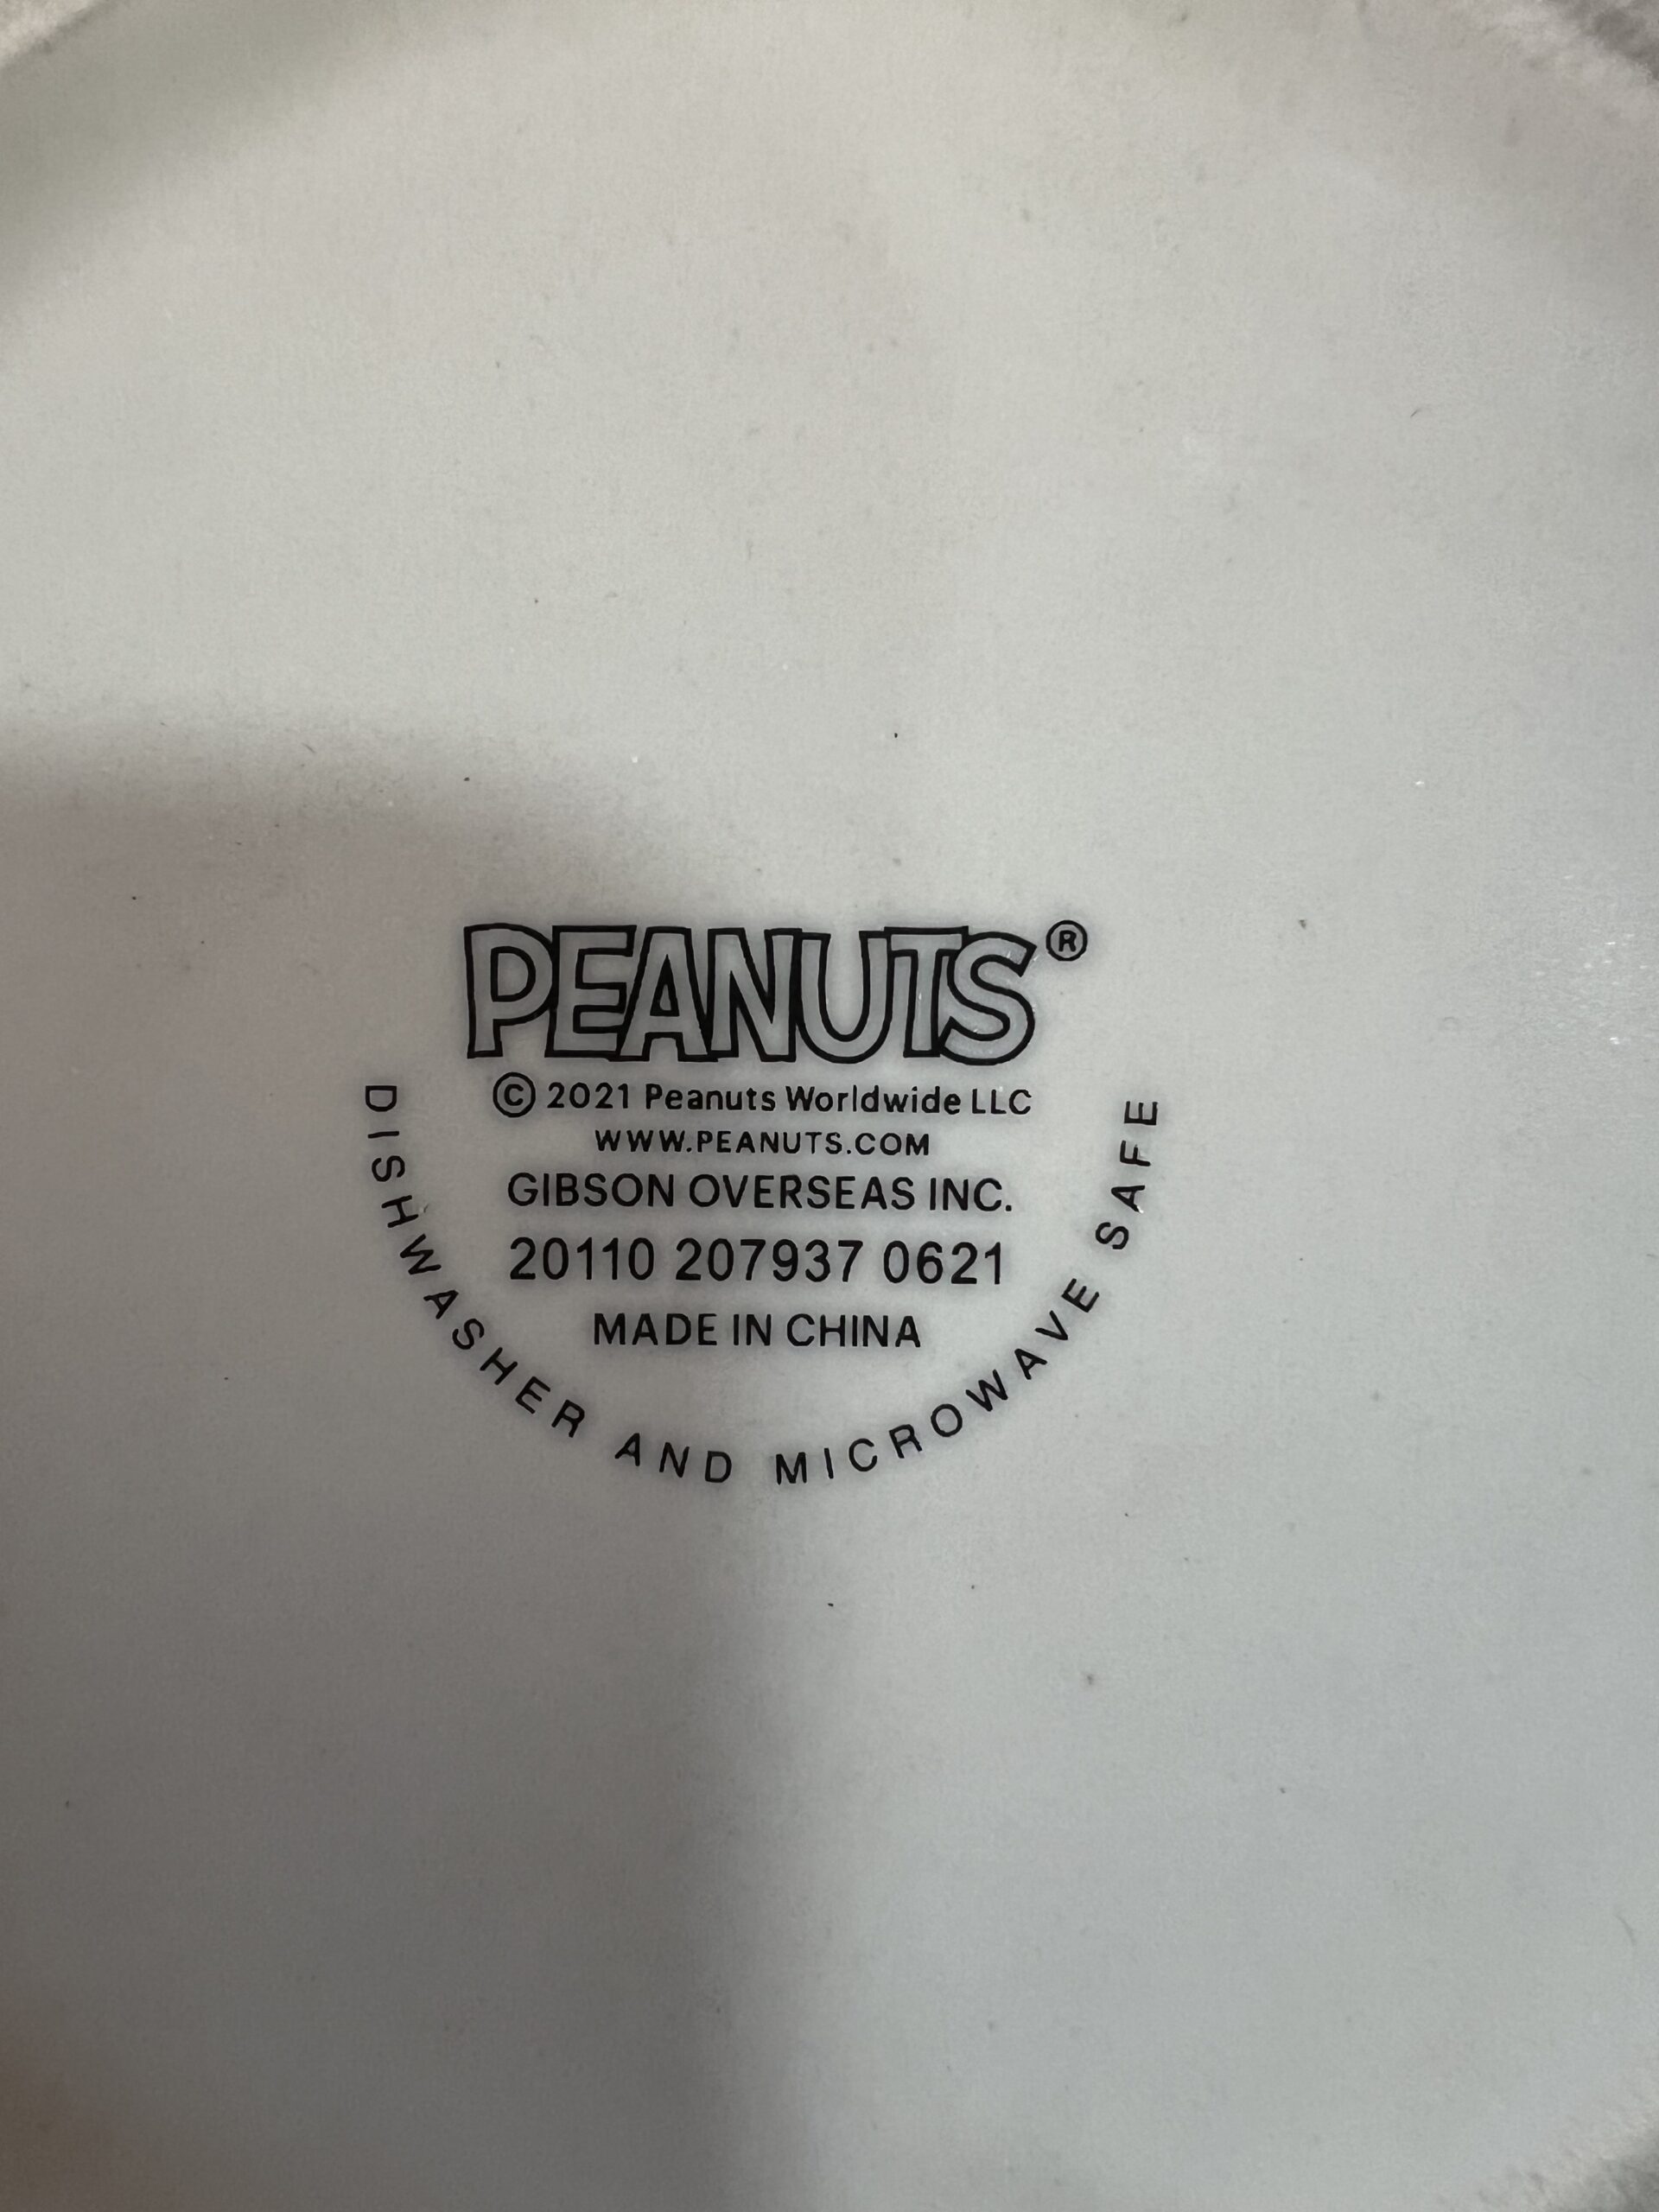 PEANUTS®
© 2021 Peanuts Worldwide LLC
WWW.PEANUTS.COM
GIBSON OVERSEAS INC.
20110 207937 0621
MADE IN CHINA
DISHWASHER AND MICROWAVE SAFE